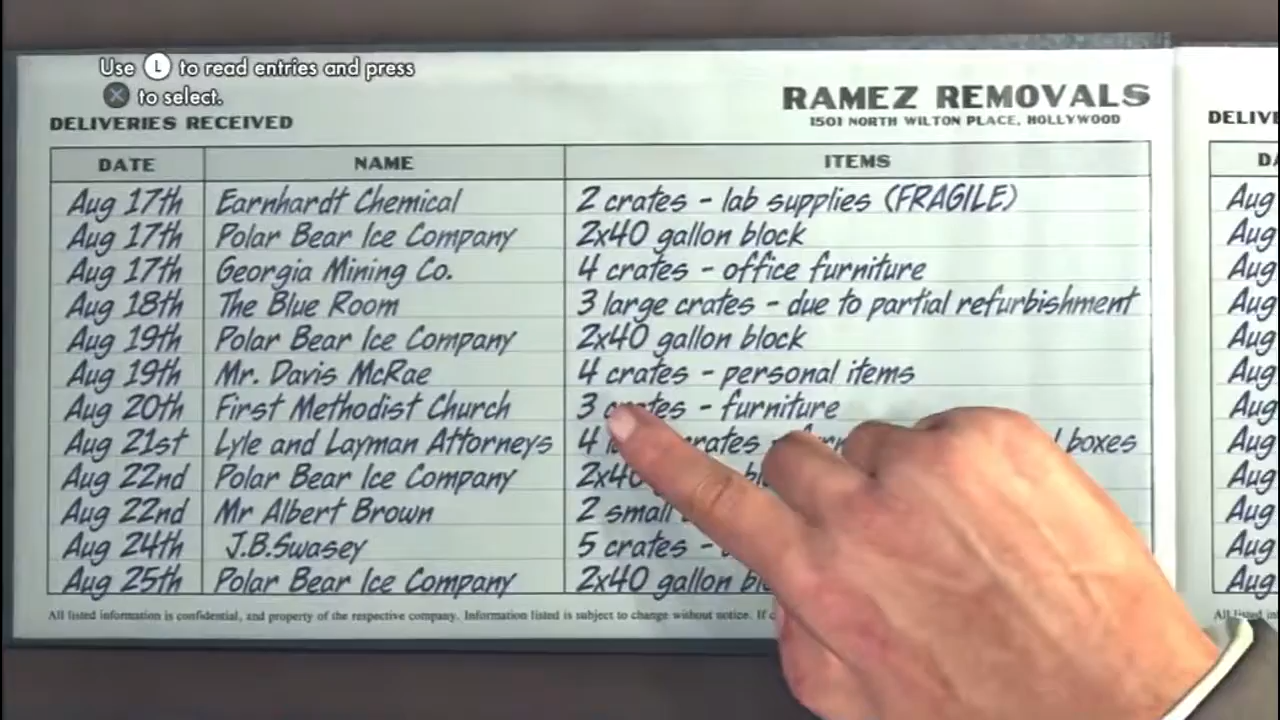 Use L to read entries and press
X to select.
RAMEZ REMOVALS
1501 NORTH WILTON PLACE, HOLLYWOOD
DELIVERIES RECEIVED
DATE NAME ITEMS
Aug 17th Earnhardt Chemical 2 crates - lab supplies (FRAGILE)
Aug 17th Polar Bear Ice Company 2x40 gallon block
Aug 17th Georgia Mining Co. 4 crates - office furniture
Aug 18th The Blue Room 3 large crates - due to partial refurbishment
Aug 19th Polar Bear Ice Company 2x40 gallon block
Aug 19th Mr. Davis McRae 4 crates - personal items
Aug 20th First Methodist Church 3 crates - furniture
Aug 21st Lyle and Layman Attorneys 4 crates - boxes
Aug 22nd Polar Bear Ice Company 2x40
Aug 22nd Mr Albert Brown 2 small
Aug 24th J.B.Swasey 5 crates -
Aug 25th Polar Bear Ice Company 2x40 gallon
All listed information is confidential, and property of the respective company. Information listed is subject to change without notice. If
Aug
Aug
Aug
Aug
Aug
Aug
Aug
Aug
Aug
Aug
Aug
Aug
All listed